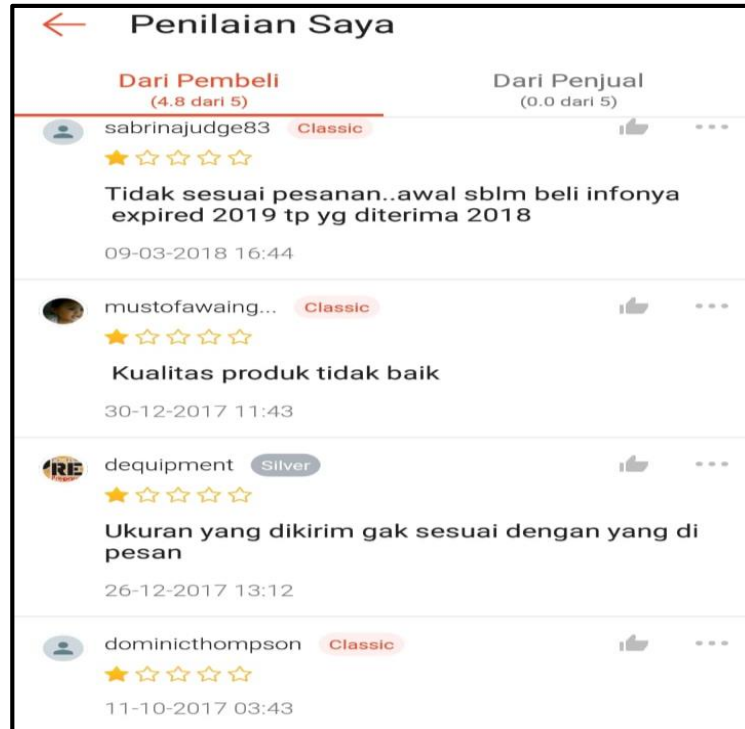 Penilaian Saya
Dari Pembeli
(4.8 dari 5)
Dari Penjual
(0.0 dari 5)
sabrinajudge83 Classic
Tidak sesuai pesanan..awal sblm beli infonya
expired 2019 tp yg diterima 2018
09-03-2018 16:44
mustofawaing... Classic
Kualitas produk tidak baik
30-12-2017 11:43
RE
dequipment Silver
Ukuran yang dikirim gak sesuai dengan yang di
pesan
26-12-2017 13:12
dominicthompson Classic
11-10-2017 03:43